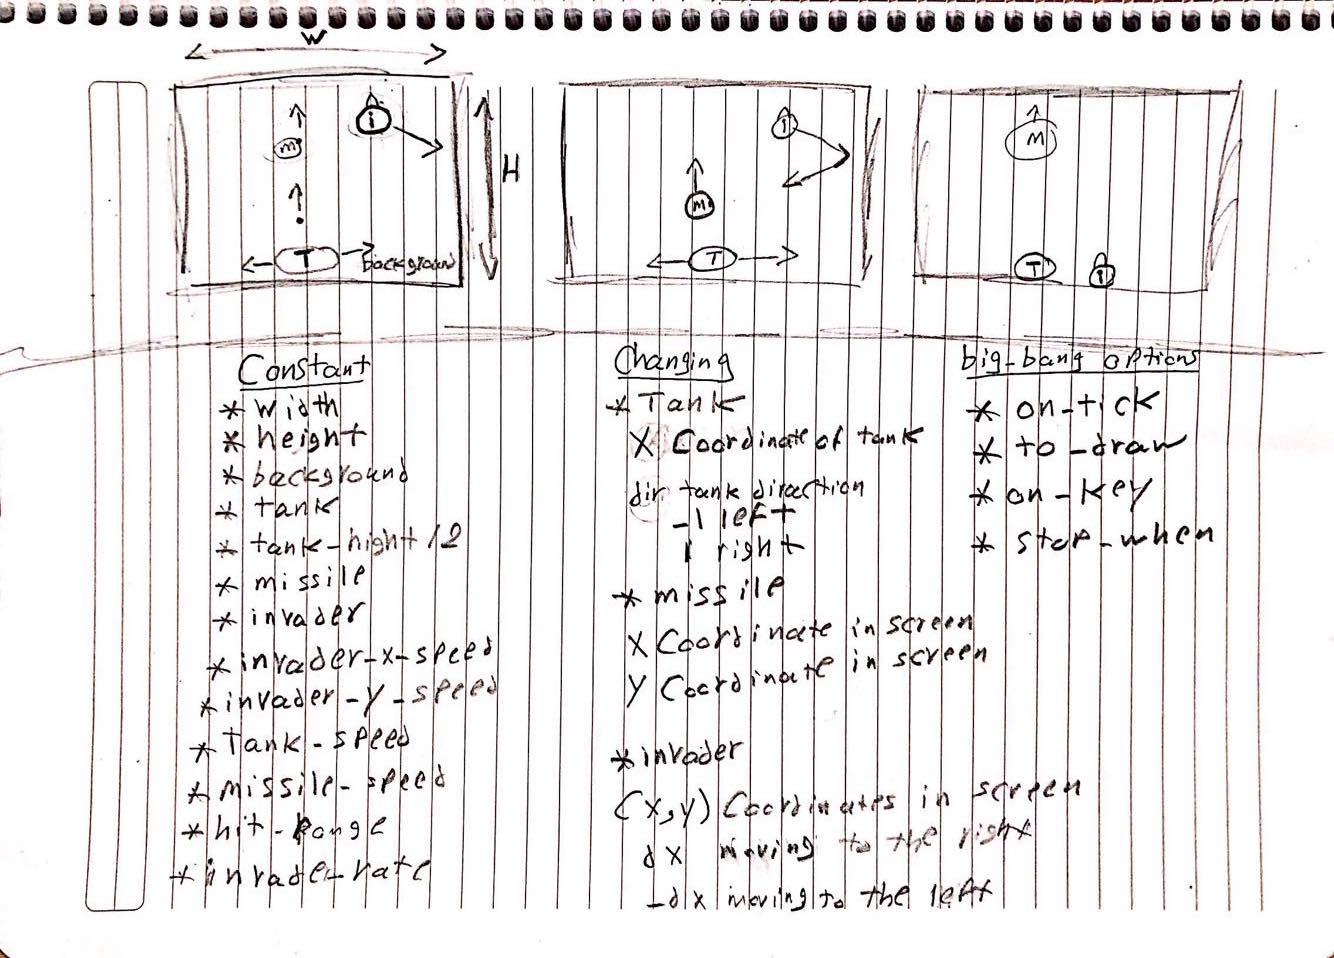 W
H
i
m
T
background
I
m
T
M
T
I
Constant
* width
* height
* background
* tank
* tank-hight/2
* missile
* invader
* invader-x-speed
* invader-y-speed
* Tank-speed
* missile-speed
* hit-range
* invader-rate
Changing
* Tank
X Coordinate of tank
dir tank diraction
-1 left
1 right
* missile
X Coordinate in screen
Y Coordinate in screen
* invader
(x,y) Coordinates in screen
dx moving to the right
-dx moving to the left
big-bang options
* on-tick
* to-draw
* on-key
* stop-when